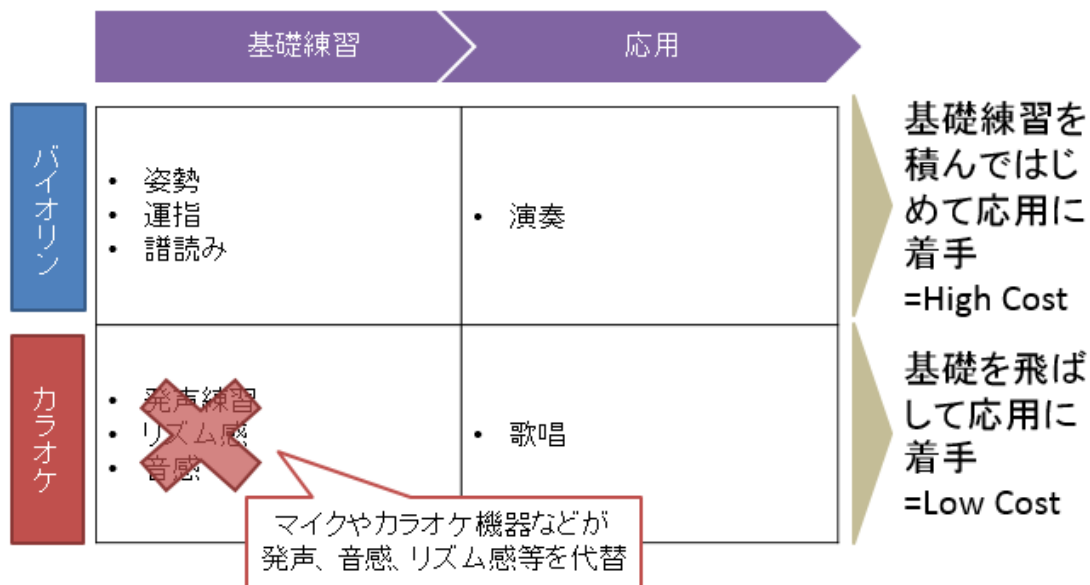 基礎練習
応用
バイオリン
• 姿勢
• 運指
• 譜読み
• 演奏
基礎練習を
積んではじ
めて応用に
着手
=High Cost
カラオケ
• 発声練習
• リズム感
• 音感
• 歌唱
マイクやカラオケ機器などが
発声、音感、リズム感等を代替
基礎を飛ば
して応用に
着手
=Low Cost